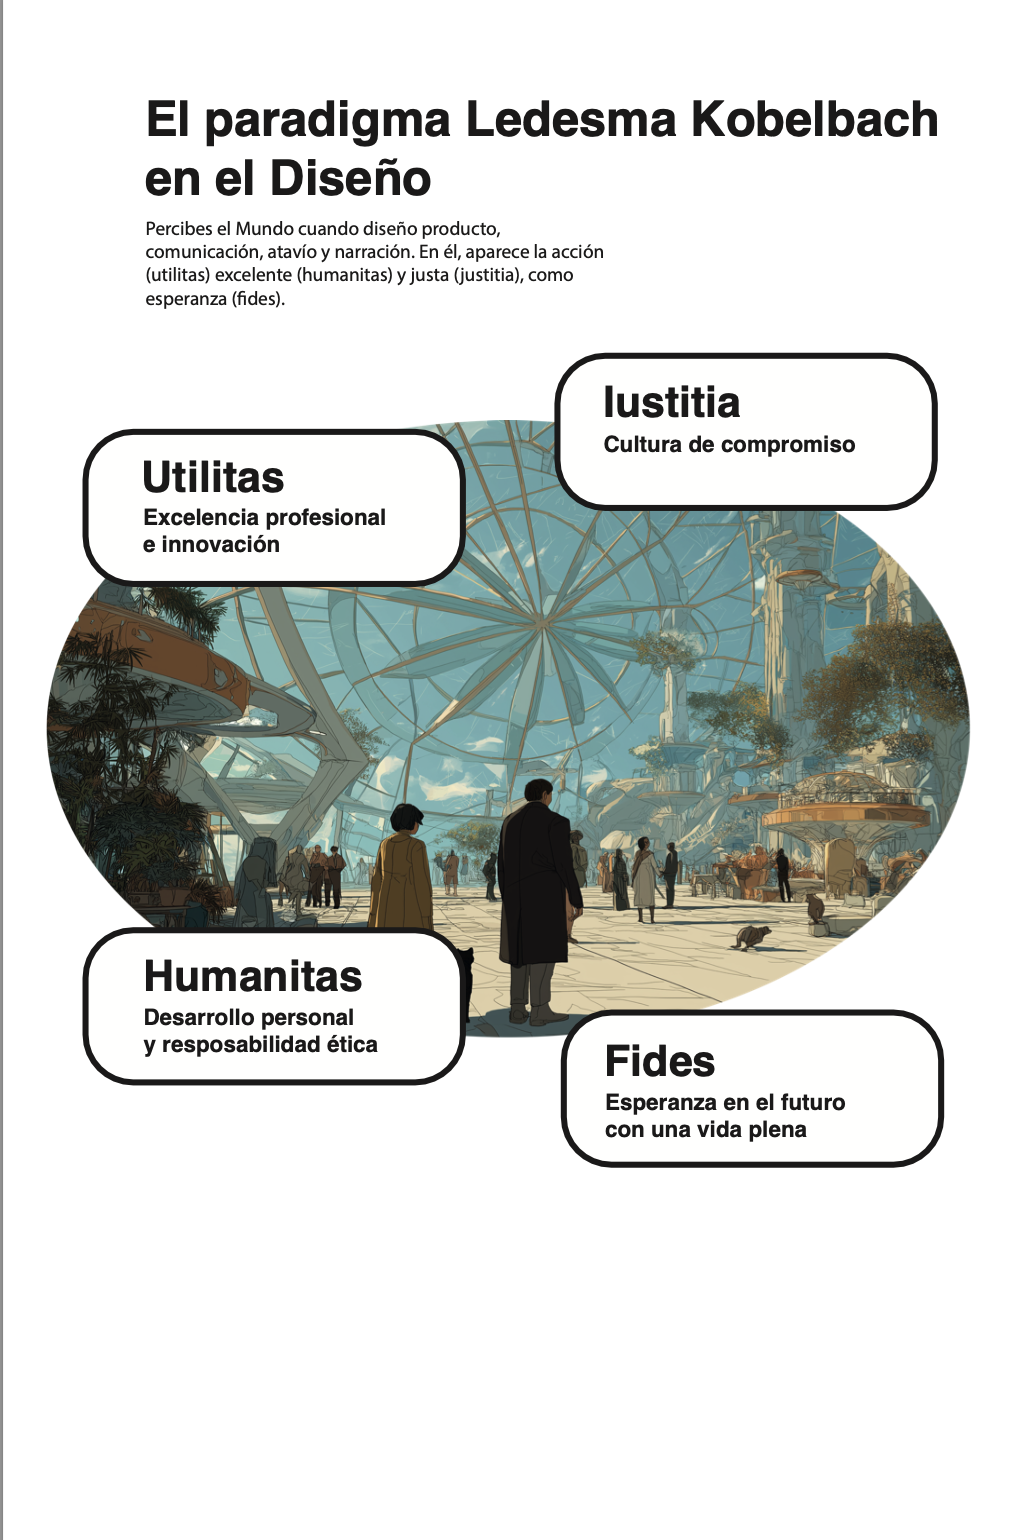 El paradigma Ledesma Kobelbach
en el Diseño
Percibes el Mundo cuando diseño producto,
comunicación, atavío y narración. En él, aparece la acción
(utilitas) excelente (humanitas) y justa (justitia), como
esperanza (fides).
Iustitia
Cultura de compromiso
Utilitas
Excelencia profesional
e innovación
Humanitas
Desarrollo personal
y resposabilidad ética
Fides
Esperanza en el futuro
con una vida plena